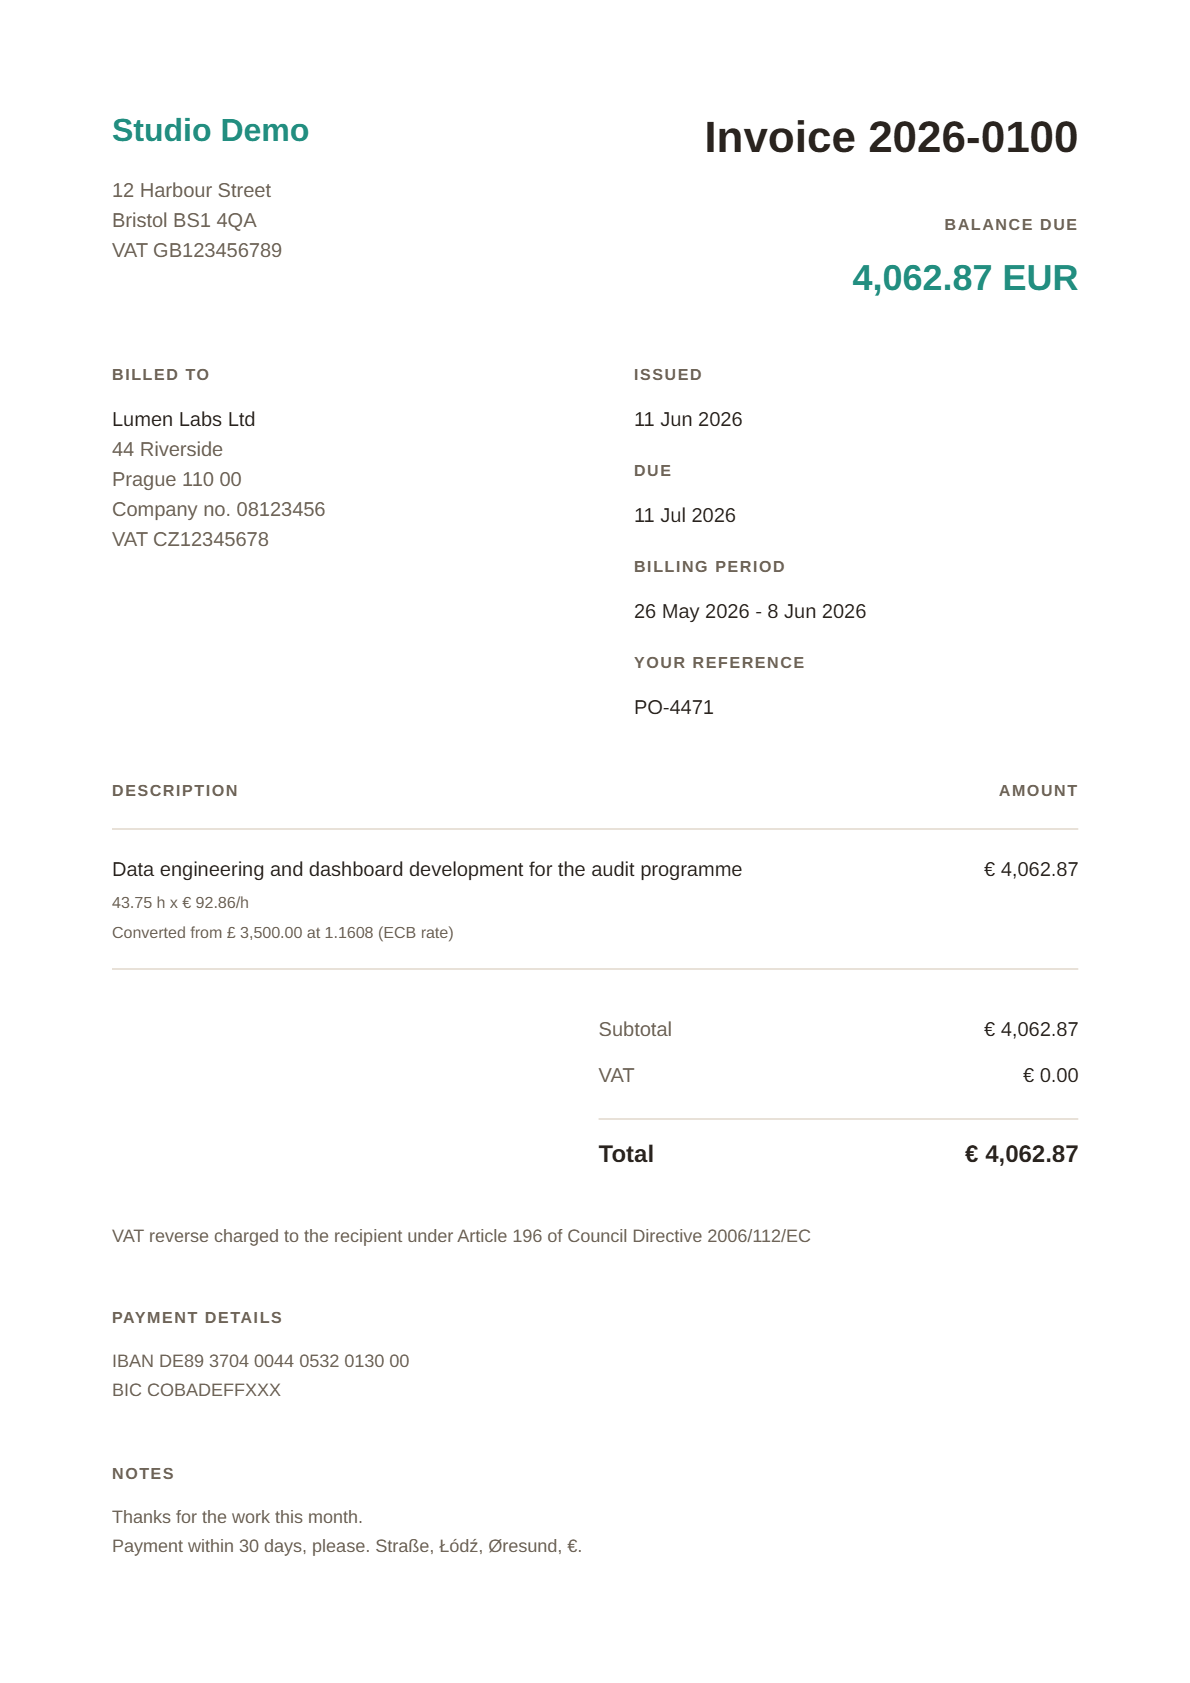 Studio Demo
12 Harbour Street
Bristol BS1 4QA
VAT GB123456789
Invoice 2026-0100
BALANCE DUE
4,062.87 EUR
BILLED TO
Lumen Labs Ltd
44 Riverside
Prague 110 00
Company no. 08123456
VAT CZ12345678
ISSUED
11 Jun 2026
DUE
11 Jul 2026
BILLING PERIOD
26 May 2026 - 8 Jun 2026
YOUR REFERENCE
PO-4471
DESCRIPTION AMOUNT
Data engineering and dashboard development for the audit programme € 4,062.87
43.75 h x € 92.86/h
Converted from £ 3,500.00 at 1.1608 (ECB rate)
Subtotal € 4,062.87
VAT € 0.00
Total € 4,062.87
VAT reverse charged to the recipient under Article 196 of Council Directive 2006/112/EC
PAYMENT DETAILS
IBAN DE89 3704 0044 0532 0130 00
BIC COBADEFFXXX
NOTES
Thanks for the work this month.
Payment within 30 days, please. Straße, Łódź, Øresund, €.